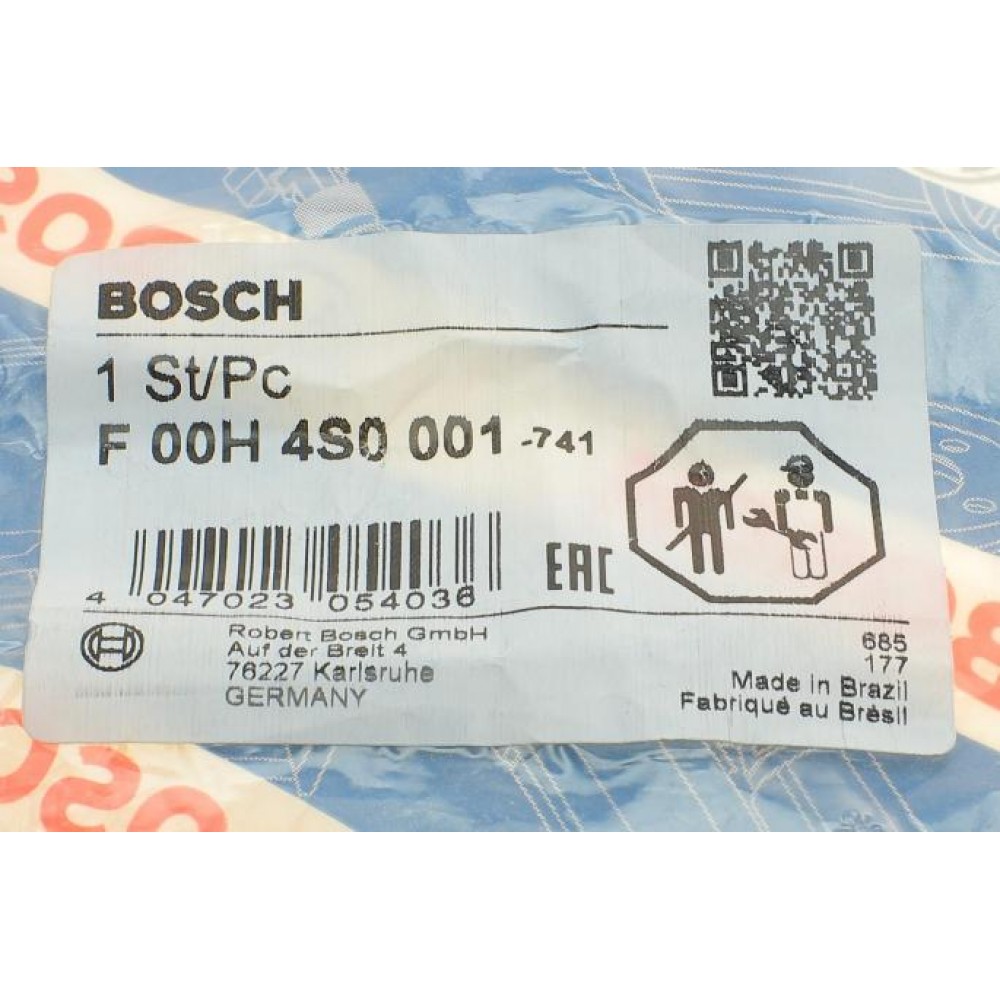 BOSCH
1 St/Pc
F 00H 4S0 001 -741
EAC
4 047023 054036
Robert Bosch GmbH
Auf der Breit 4
76227 Karlsruhe
GERMANY
685
177
Made in Brazil
Fabriqué au Brésil